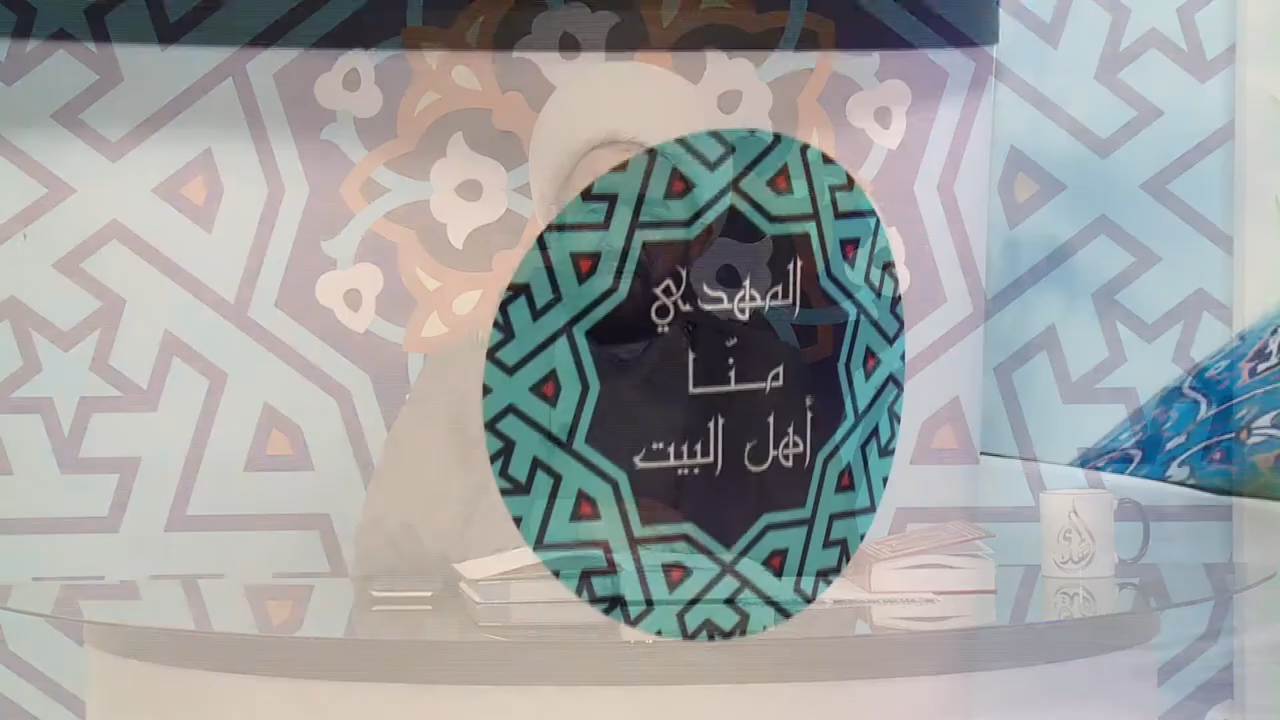 المهدي
منّا
أهل البيت